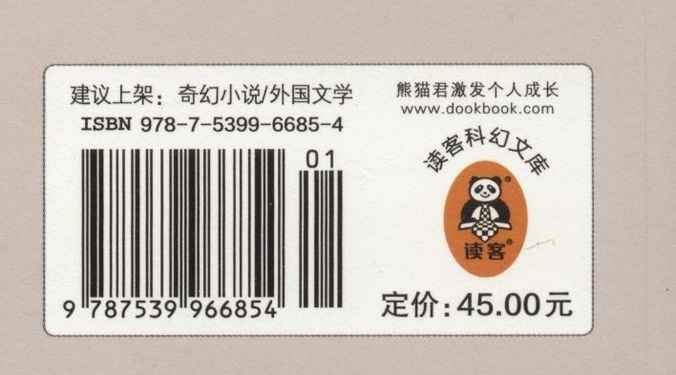 建议上架：奇幻小说/外国文学
ISBN 978-7-5399-6685-4
01
9 787539 966854
熊猫君激发个人成长
www.dookbook.com
读客科幻文库
读客®
定价:45.00元